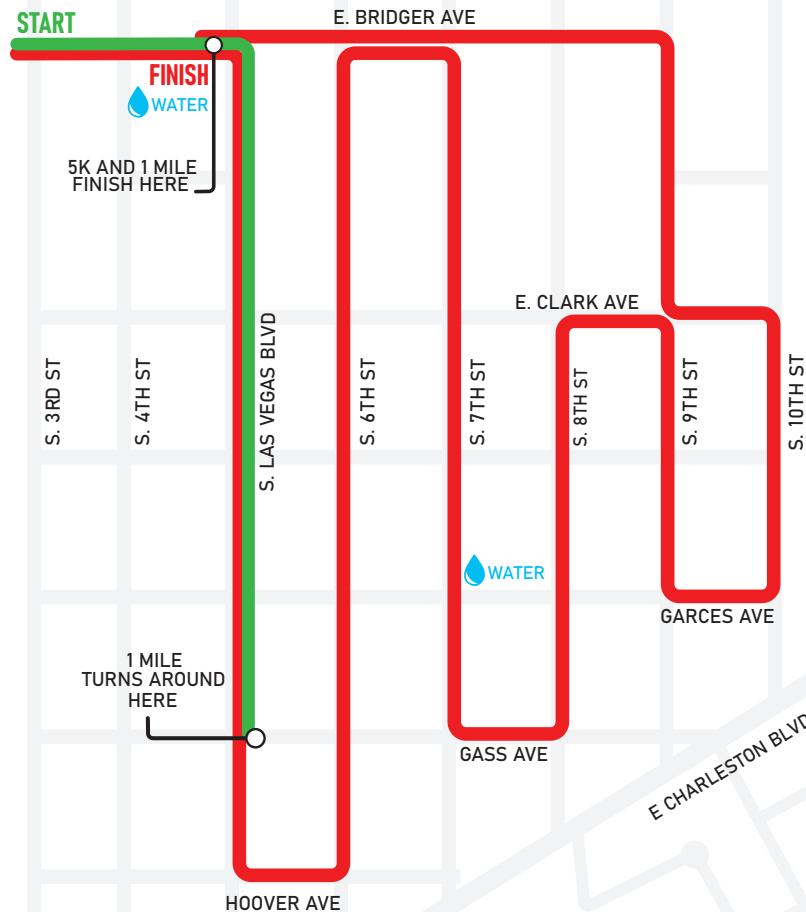 START
E. BRIDGER AVE
FINISH
WATER
5K AND 1 MILE
FINISH HERE
E. CLARK AVE
S. 3RD ST
S. 4TH ST
S. LAS VEGAS BLVD
S. 6TH ST
S. 7TH ST
S. 8TH ST
S. 9TH ST
S. 10TH ST
WATER
GARCES AVE
1 MILE
TURNS AROUND
HERE
GASS AVE
E CHARLESTON BLVD
HOOVER AVE